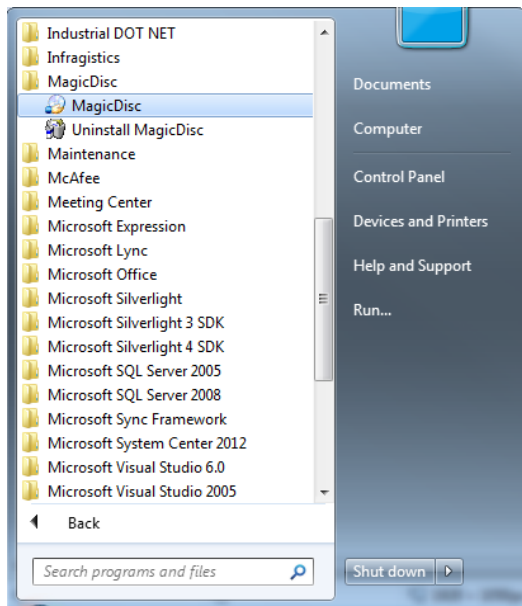 Industrial DOT NET
Infragistics
MagicDisc
MagicDisc
Uninstall MagicDisc
Maintenance
McAfee
Meeting Center
Microsoft Expression
Microsoft Lync
Microsoft Office
Microsoft Silverlight
Microsoft Silverlight 3 SDK
Microsoft Silverlight 4 SDK
Microsoft SQL Server 2005
Microsoft SQL Server 2008
Microsoft Sync Framework
Microsoft System Center 2012
Microsoft Visual Studio 6.0
Microsoft Visual Studio 2005
Back
Search programs and files
Documents
Computer
Control Panel
Devices and Printers
Help and Support
Run...
Shut down